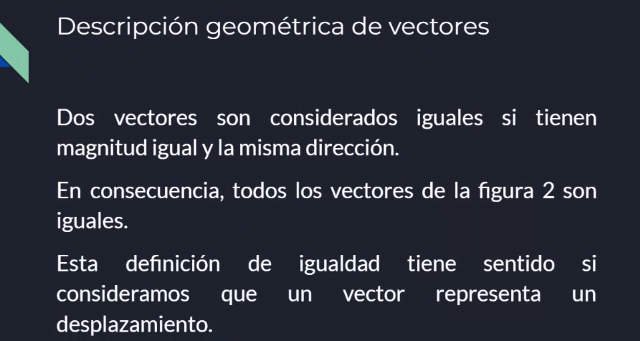 Descripción geométrica de vectores
Dos vectores son considerados iguales si tienen
magnitud igual y la misma dirección.
En consecuencia, todos los vectores de la figura 2 son
iguales.
Esta definición de igualdad tiene sentido si
consideramos que un vector representa un
desplazamiento.